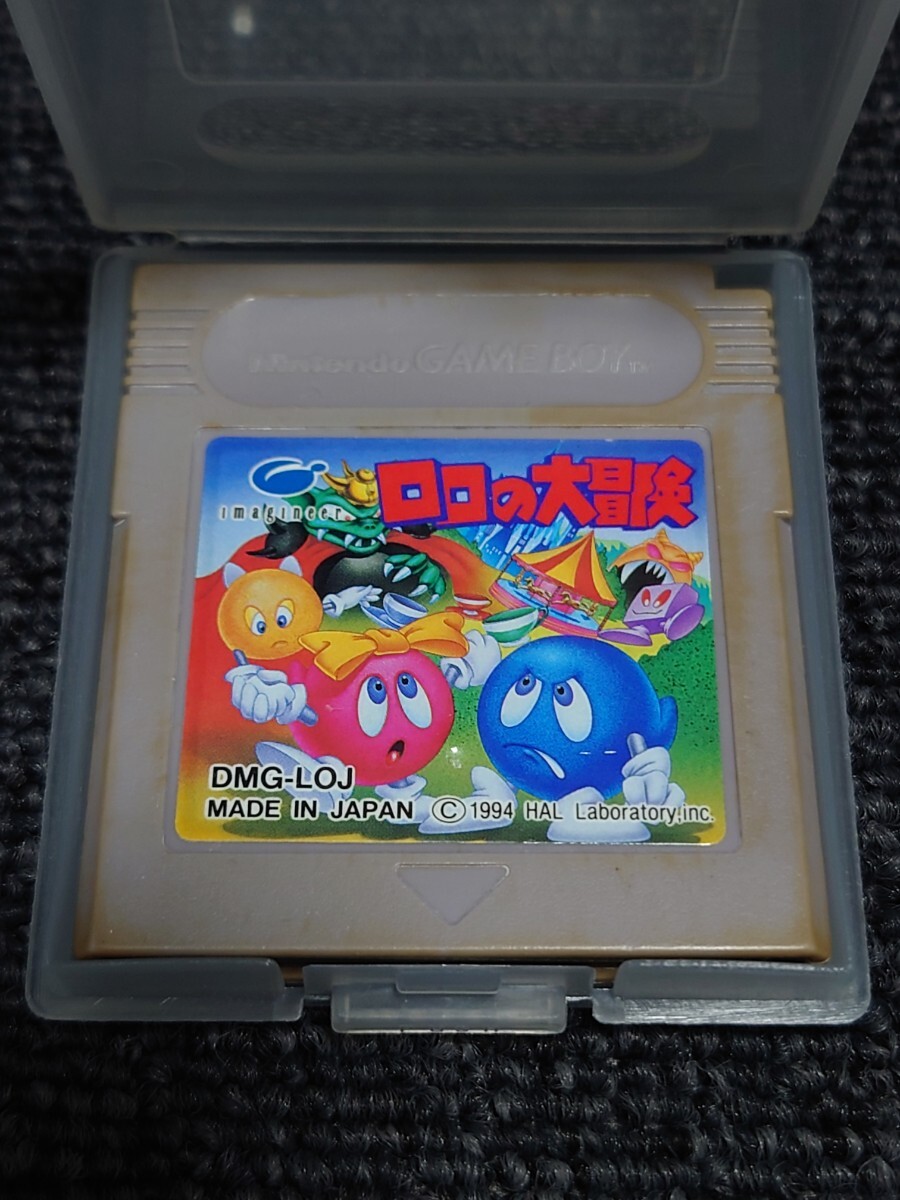 Nintendo GAME BOY TM
imagineer
ロロの大冒険
DMG-LOJ
MADE IN JAPAN © 1994 HAL Laboratory,inc.